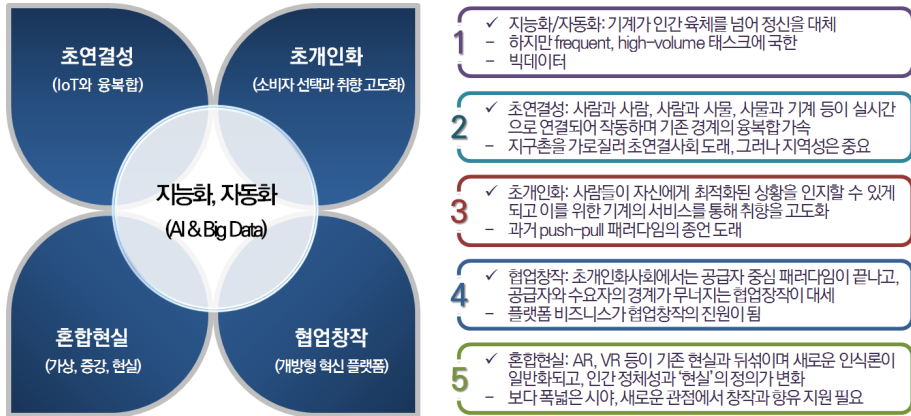 초연결성
(IoT와 융복합)
초개인화
(소비자 선택과 취향 고도화)
지능화, 자동화
(AI & Big Data)
혼합현실
(가상, 증강, 현실)
협업창작
(개방형 혁신 플랫폼)
1
✓ 지능화/자동화: 기계가 인간 육체를 넘어 정신을 대체
– 하지만 frequent, high-volume 태스크에 국한
– 빅데이터
2
✓ 초연결성: 사람과 사람, 사람과 사물, 사물과 기계 등이 실시간
으로 연결되어 작동하며 기존 경계의 융복합 가속
– 지구촌을 가로질러 초연결사회 도래, 그러나 지역성은 중요
3
✓ 초개인화: 사람들이 자신에게 최적화된 상황을 인지할 수 있게
되고 이를 위한 기계의 서비스를 통해 취향을 고도화
– 과거 push-pull 패러다임의 종언 도래
4
✓ 협업창작: 초개인화사회에서는 공급자 중심 패러다임이 끝나고,
공급자와 수요자의 경계가 무너지는 협업창작이 대세
– 플랫폼 비즈니스가 협업창작의 진원이 됨
5
✓ 혼합현실: AR, VR 등이 기존 현실과 뒤섞이며 새로운 인식론이
일반화되고, 인간 정체성과 ‘현실’의 정의가 변화
– 보다 폭넓은 시야, 새로운 관점에서 창작과 향유 지원 필요